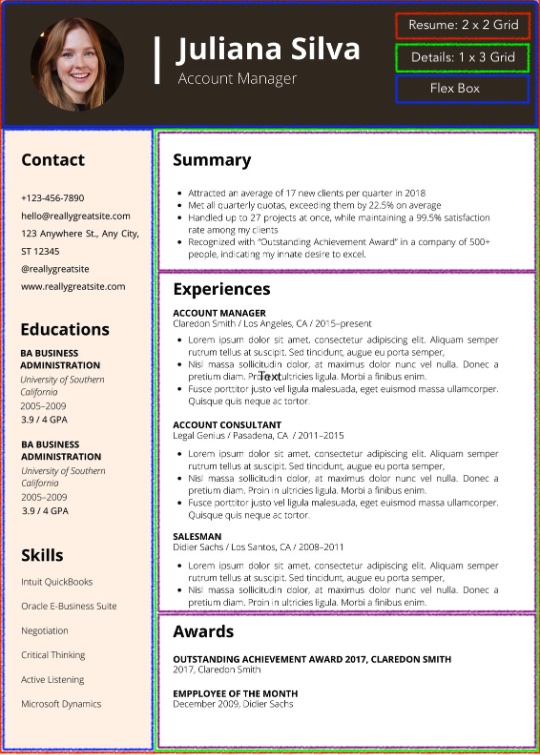 Juliana Silva
Account Manager
Resume: 2 x 2 Grid
Details: 1 x 3 Grid
Flex Box
Contact
+123-456-7890
hello@reallygreatsite.com
123 Anywhere St., Any City,
ST 12345
@reallygreatsite
www.reallygreatsite.com
Educations
BA BUSINESS
ADMINISTRATION
University of Southern
California
2005–2009
3.9 / 4 GPA
BA BUSINESS
ADMINISTRATION
University of Southern
California
2005–2009
3.9 / 4 GPA
Skills
Intuit QuickBooks
Oracle E-Business Suite
Negotiation
Critical Thinking
Active Listening
Microsoft Dynamics
Summary
• Attracted an average of 17 new clients per quarter in 2018
• Met all quarterly quotas, exceeding them by 22.5% on average
• Handled up to 27 projects at once, while maintaining a 99.5% satisfaction
rate among my clients
• Recognized with “Outstanding Achievement Award” in a company of 500+
people, indicating my innate desire to excel.
Experiences
ACCOUNT MANAGER
Claredon Smith / Los Angeles, CA / 2015–present
• Lorem ipsum dolor sit amet, consectetur adipiscing elit. Aliquam semper
rutrum tellus at suscipit. Sed tincidunt, augue eu porta semper,
• Nisl massa sollicitudin dolor, at maximus dolor nunc vel nulla. Donec a
pretium diam. Proin ultricies ligula. Morbi a finibus enim.
Text
• Fusce porttitor justo vel ligula malesuada, eget euismod massa ullamcorper.
Quisque quis neque ac tortor.
ACCOUNT CONSULTANT
Legal Genius / Pasadena, CA / 2011–2015
• Lorem ipsum dolor sit amet, consectetur adipiscing elit. Aliquam semper
rutrum tellus at suscipit. Sed tincidunt, augue eu porta semper,
• Nisl massa sollicitudin dolor, at maximus dolor nunc vel nulla. Donec a
pretium diam. Proin in ultricies ligula. Morbi a finibus enim.
• Fusce porttitor justo vel ligula malesuada, eget euismod massa ullamcorper.
Quisque quis neque ac tortor.
SALESMAN
Didier Sachs / Los Santos, CA / 2008–2011
• Lorem ipsum dolor sit amet, consectetur adipiscing elit. Aliquam semper
rutrum tellus at suscipit. Sed tincidunt, augue eu porta semper,
• Nisl massa sollicitudin dolor, at maximus dolor nunc vel nulla. Donec a
pretium diam. Proin in ultricies ligula. Morbi a finibus enim.
Awards
OUTSTANDING ACHIEVEMENT AWARD 2017, CLAREDON SMITH
2017, Claredon Smith
EMPPLOYEE OF THE MONTH
December 2009, Didier Sachs